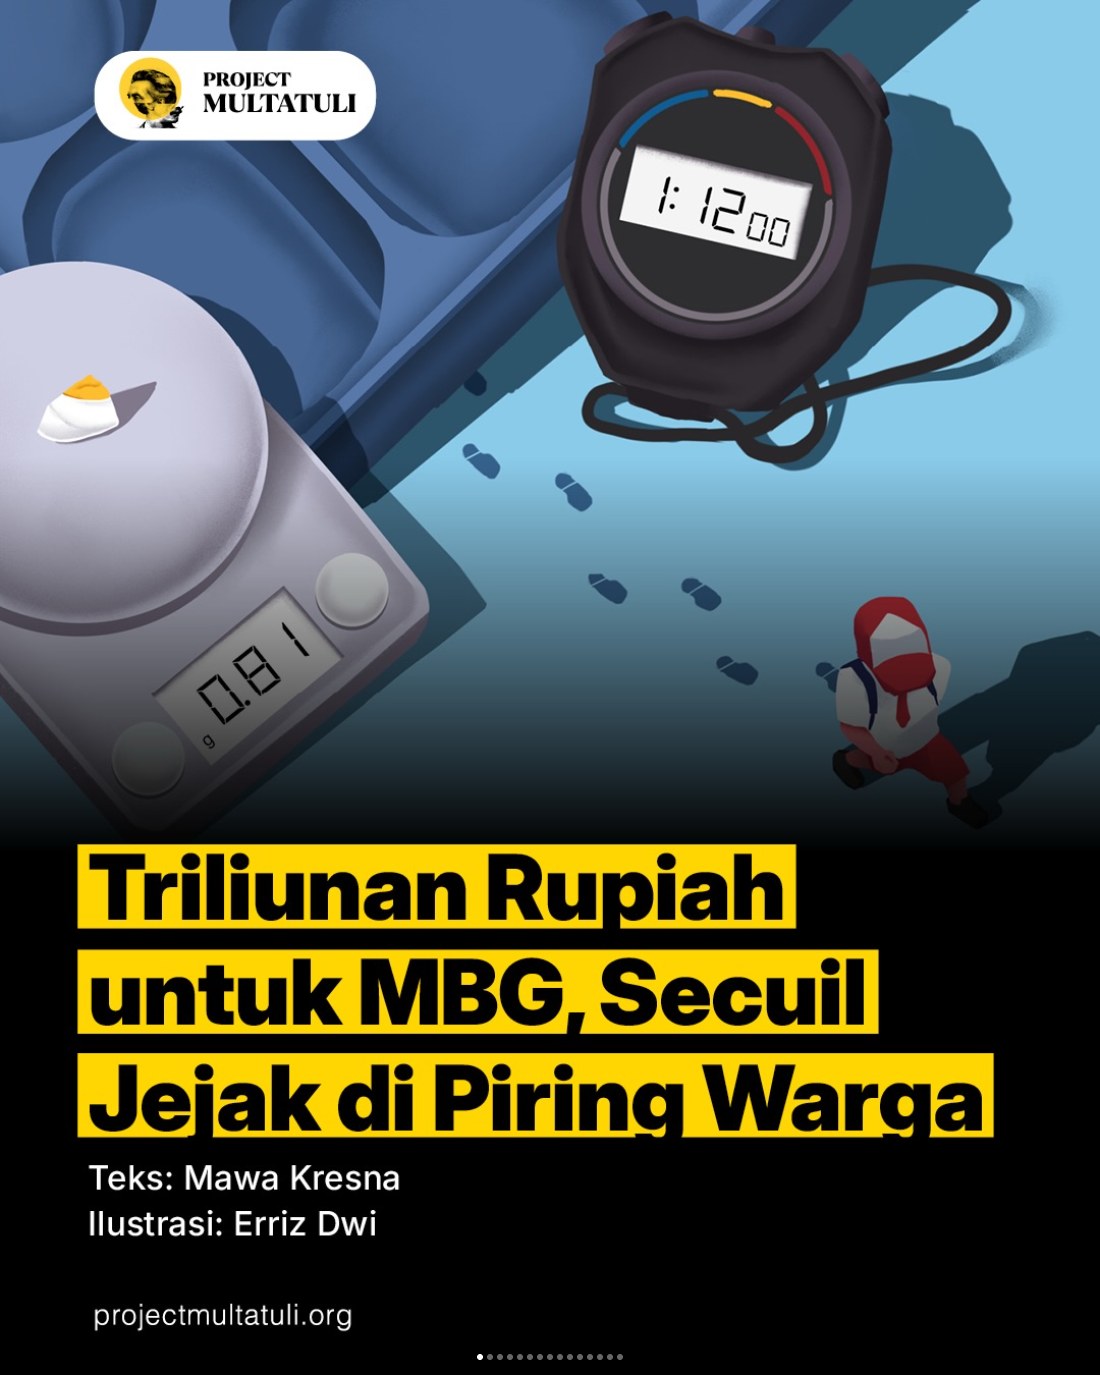 PROJECT
MULTATULI
1:12 00
0.81
g
Triliunan Rupiah
untuk MBG, Secuil
Jejak di Piring Warga
Teks: Mawa Kresna
Ilustrasi: Erriz Dwi
projectmultatuli.org